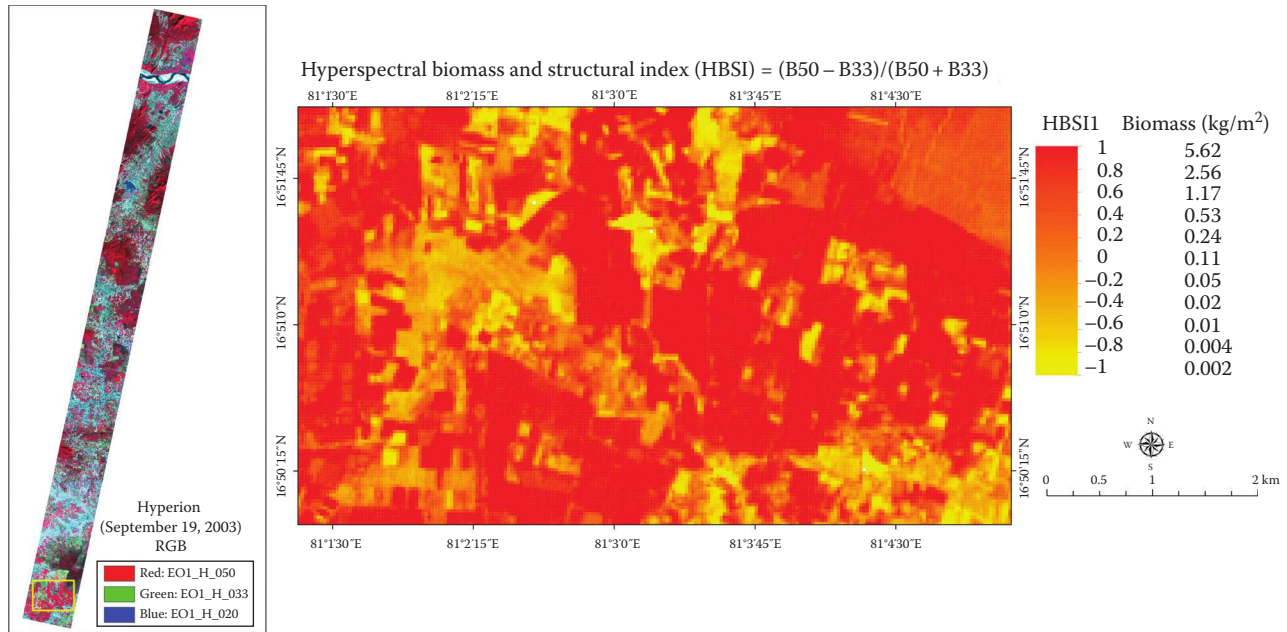 Hyperion
(September 19, 2003)
RGB
Red: EO1_H_050
Green: EO1_H_033
Blue: EO1_H_020
Hyperspectral biomass and structural index (HBSI) = (B50 – B33)/(B50 + B33)
81°1'30"E 81°2'15"E 81°3'0"E 81°3'45"E 81°4'30"E
16°51'45"N 16°51'45"N
16°51'0"N 16°51'0"N
16°50'15"N 16°50'15"N
81°1'30"E 81°2'15"E 81°3'0"E 81°3'45"E 81°4'30"E
HBSI1 Biomass (kg/m²)
1 5.62
0.8 2.56
0.6 1.17
0.4 0.53
0.2 0.24
0 0.11
–0.2 0.05
–0.4 0.02
–0.6 0.01
–0.8 0.004
–1 0.002
N
W E
S
0 0.5 1 2 km